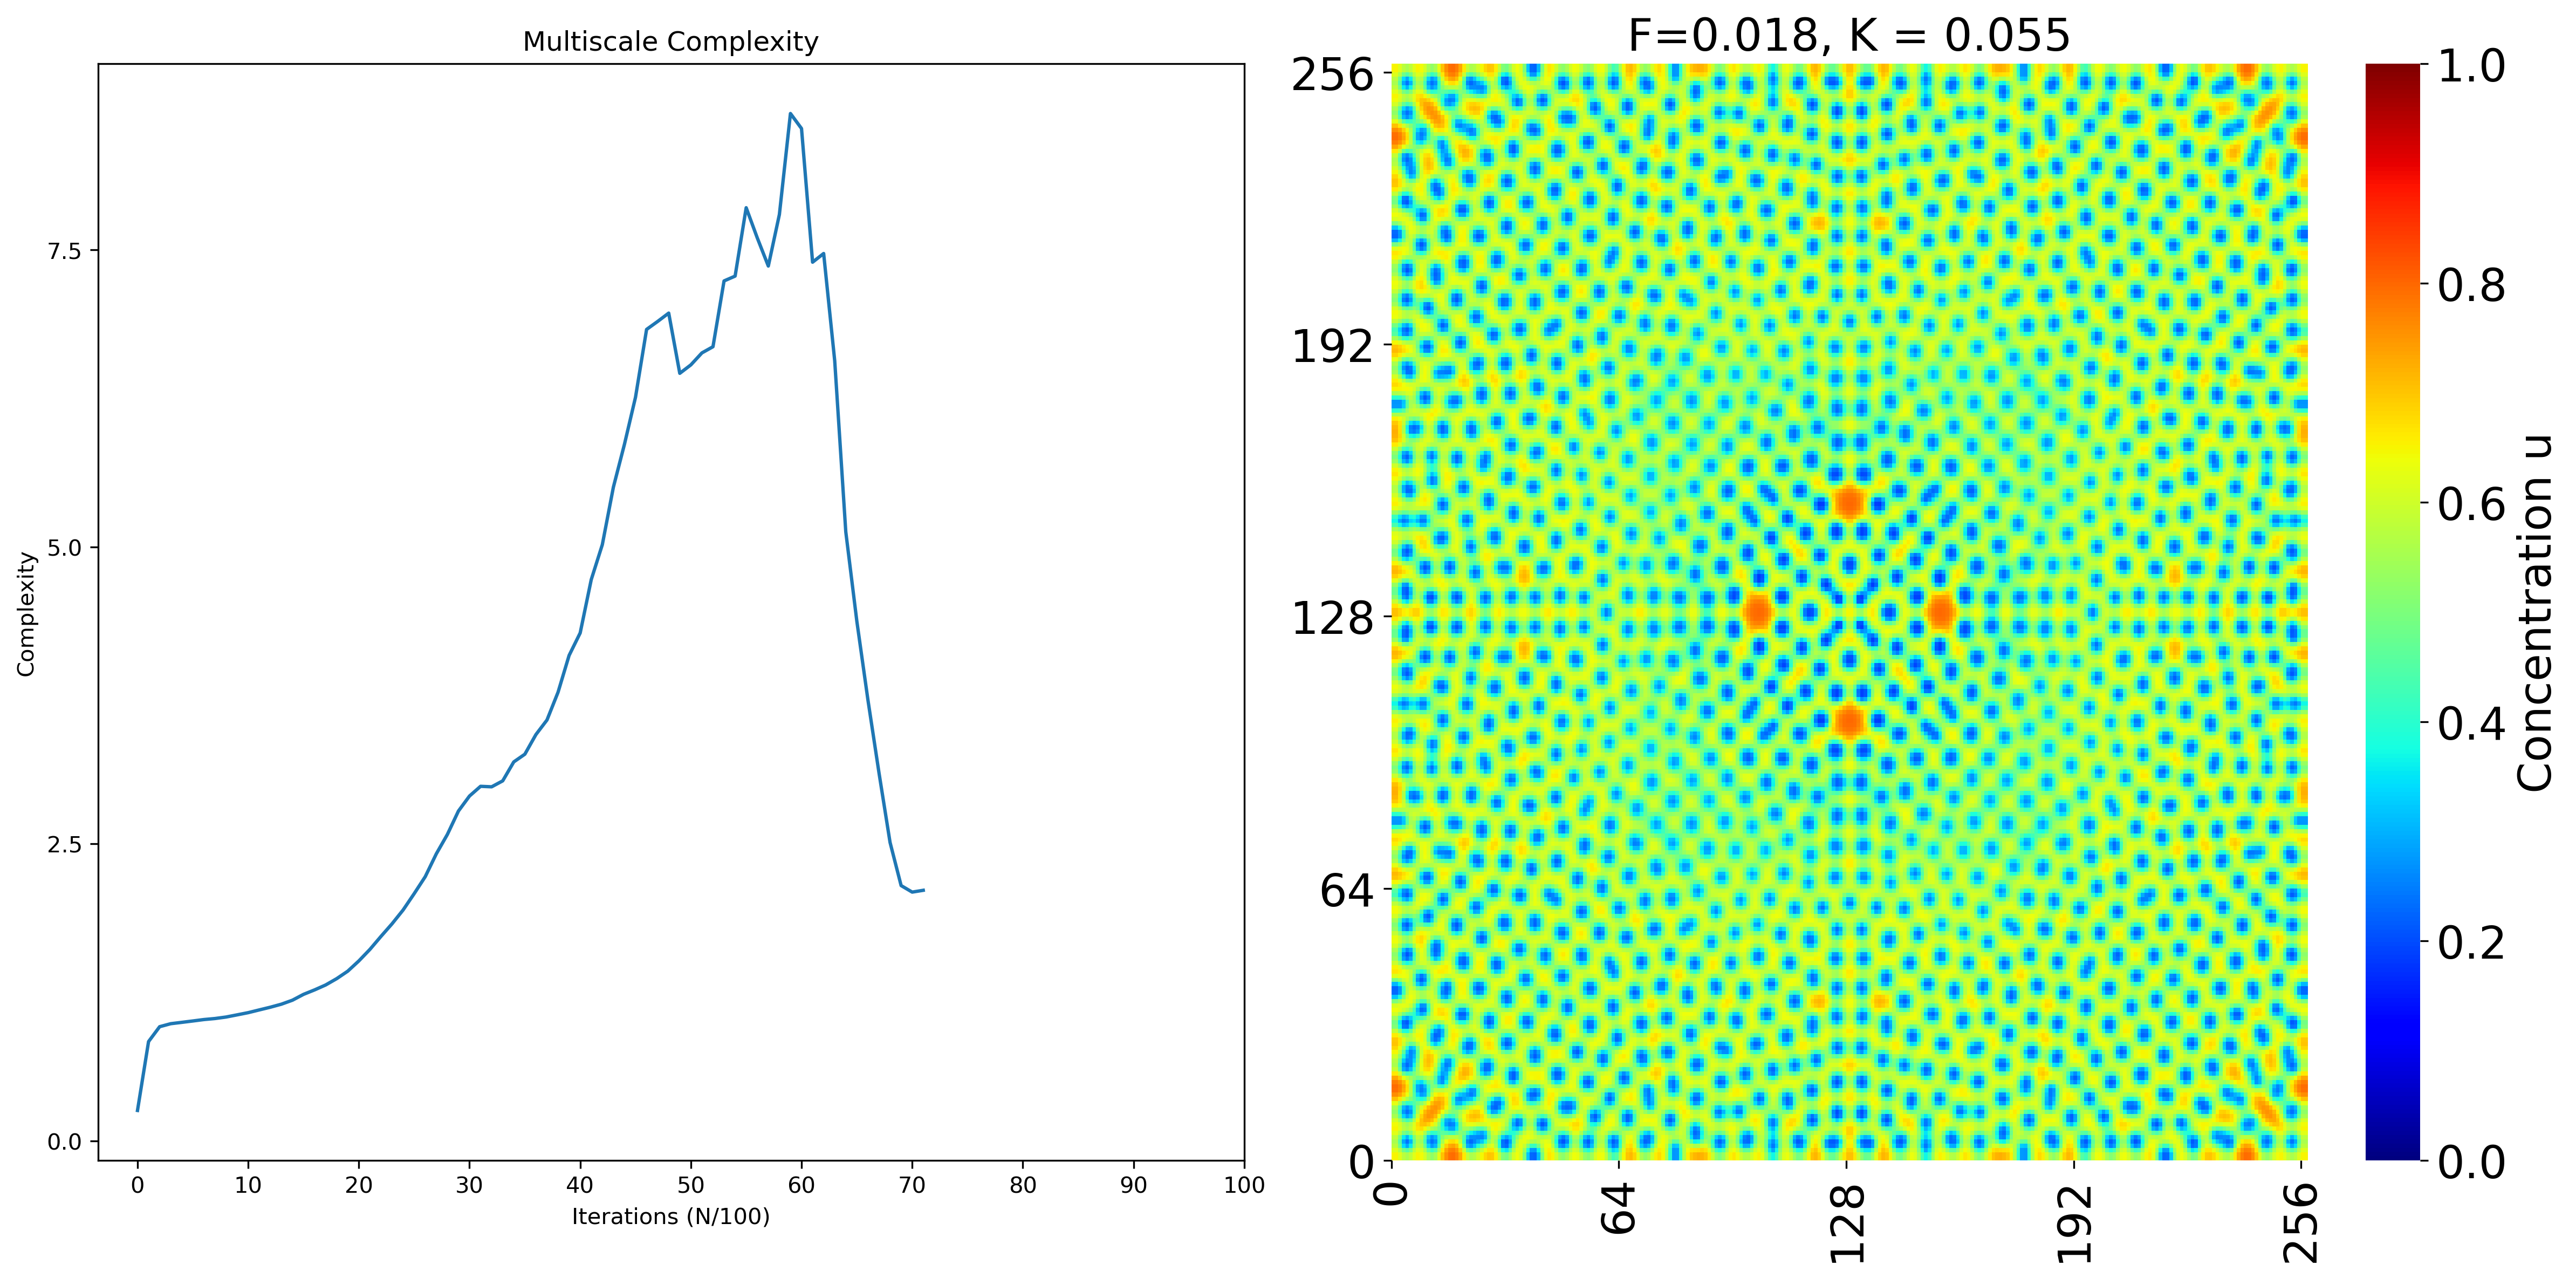 Multiscale Complexity
7.5
5.0
2.5
0.0
Complexity
0 10 20 30 40 50 60 70 80 90 100
Iterations (N/100)
F=0.018, K = 0.055
256
192
128
64
0
0 64 128 192 256
1.0
0.8
0.6
0.4
0.2
0.0
Concentration u